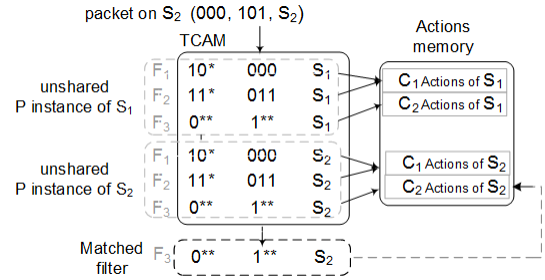 packet on S2 (000, 101, S2)
TCAM
Actions
memory
unshared
P instance of S1
F1 10* 000 S1
F2 11* 011 S1
F3 0** 1** S1
C1 Actions of S1
C2 Actions of S1
unshared
P instance of S2
F1 10* 000 S2
F2 11* 011 S2
F3 0** 1** S2
C1 Actions of S2
C2 Actions of S2
Matched
filter
F3 0** 1** S2